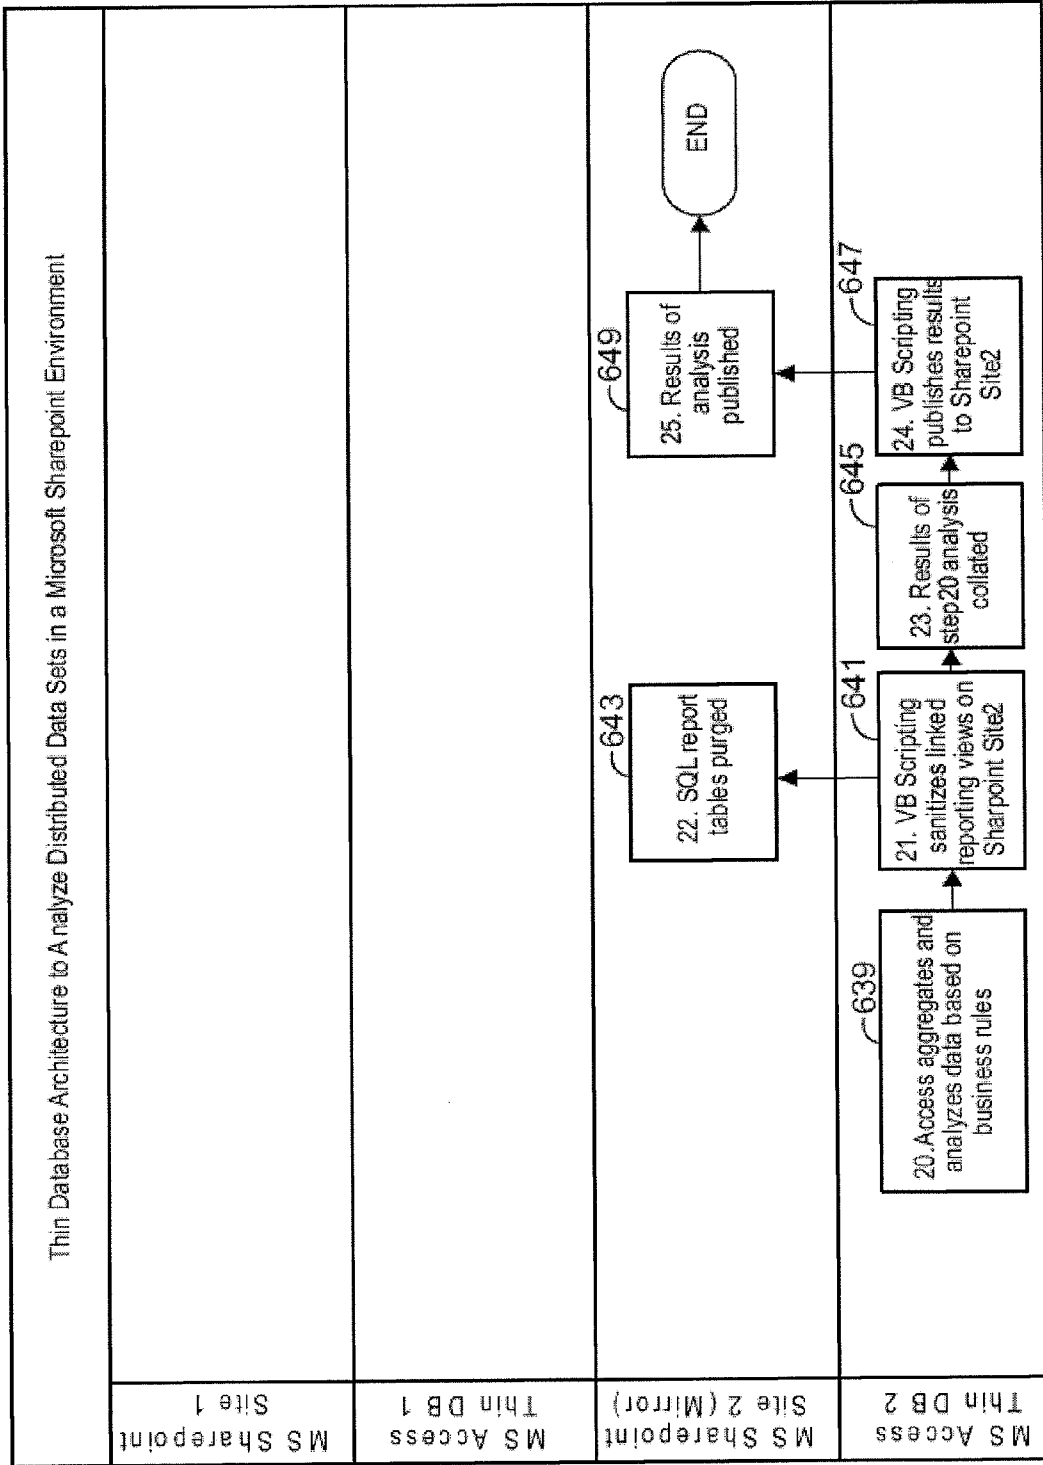 Thin Database Architecture to Analyze Distributed Data Sets in a Microsoft Sharepoint Environment
MS Sharepoint
Site 1
MS Access
Thin DB 1
MS Sharepoint
Site 2 (Mirror)
643
22. SQL report
tables purged
649
25. Results of
analysis
published
END
MS Access
Thin DB 2
639
20. Access aggregates and
analyzes data based on
business rules
641
21. VB Scripting
sanitizes linked
reporting views on
Sharpoint Site2
645
23. Results of
step20 analysis
collated
647
24. VB Scripting
publishes results
to Sharepoint
Site2